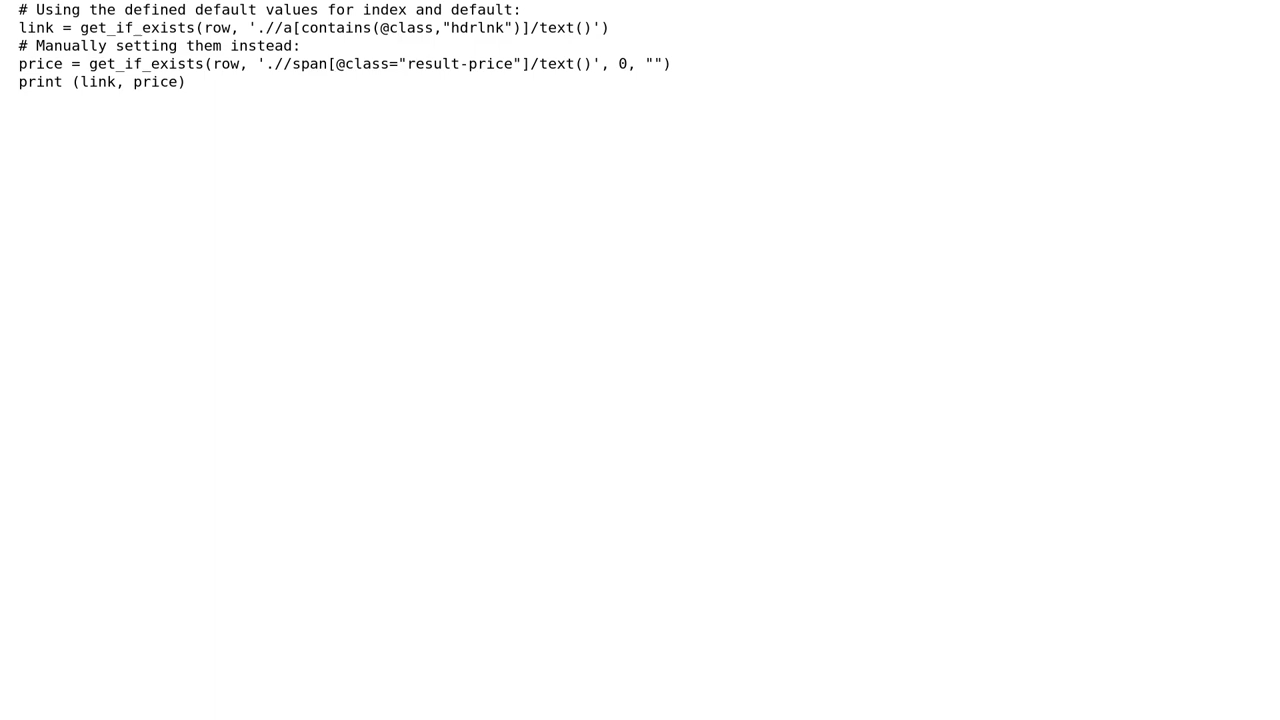 # Using the defined default values for index and default:
link = get_if_exists(row, './/a[contains(@class,"hdrlnk")]/text()')
# Manually setting them instead:
price = get_if_exists(row, './/span[@class="result-price"]/text()', 0, "")
print (link, price)